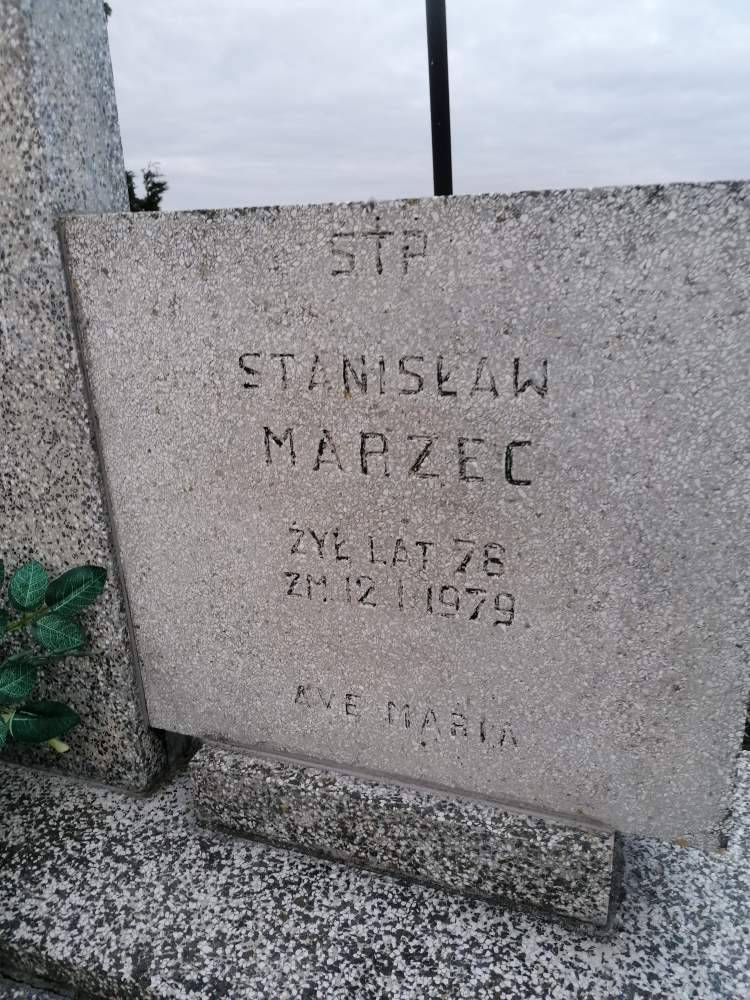 STP
STANISŁAW
MARZEC
ŻYŁ LAT 78
ZM. 12 I 1979
AVE MARIA